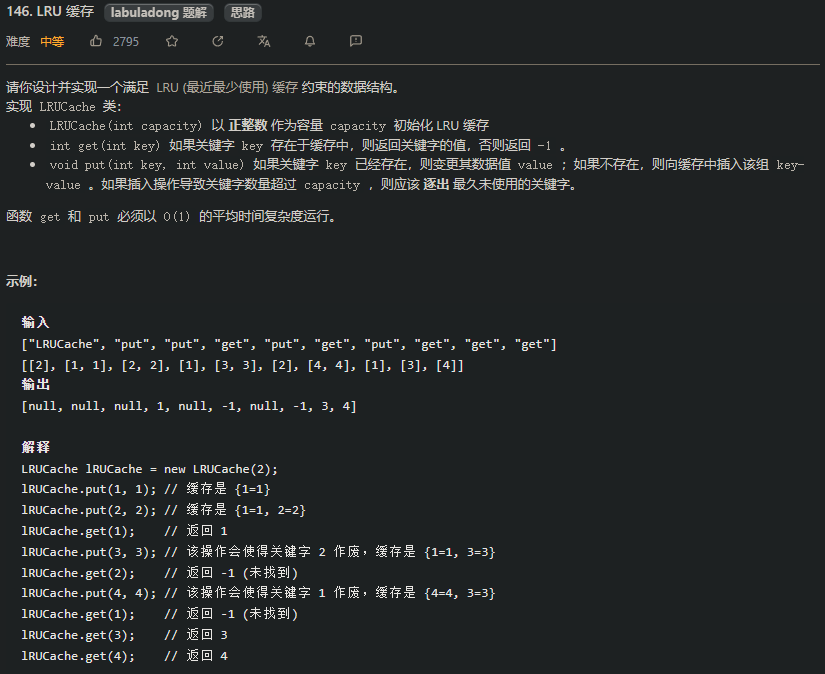 146. LRU 缓存 labuladong 题解 思路
难度 中等 2795
请你设计并实现一个满足 LRU (最近最少使用) 缓存 约束的数据结构。
实现 LRUCache 类:
• LRUCache(int capacity) 以 正整数 作为容量 capacity 初始化 LRU 缓存
• int get(int key) 如果关键字 key 存在于缓存中，则返回关键字的值，否则返回 -1 。
• void put(int key, int value) 如果关键字 key 已经存在，则变更其数据值 value ；如果不存在，则向缓存中插入该组 key-
value 。如果插入操作导致关键字数量超过 capacity ，则应该 逐出 最久未使用的关键字。
函数 get 和 put 必须以 O(1) 的平均时间复杂度运行。
示例:
输入
["LRUCache", "put", "put", "get", "put", "get", "put", "get", "get", "get"]
[[2], [1, 1], [2, 2], [1], [3, 3], [2], [4, 4], [1], [3], [4]]
输出
[null, null, null, 1, null, -1, null, -1, 3, 4]
解释
LRUCache lRUCache = new LRUCache(2);
lRUCache.put(1, 1); // 缓存是 {1=1}
lRUCache.put(2, 2); // 缓存是 {1=1, 2=2}
lRUCache.get(1);    // 返回 1
lRUCache.put(3, 3); // 该操作会使得关键字 2 作废，缓存是 {1=1, 3=3}
lRUCache.get(2);    // 返回 -1 (未找到)
lRUCache.put(4, 4); // 该操作会使得关键字 1 作废，缓存是 {4=4, 3=3}
lRUCache.get(1);    // 返回 -1 (未找到)
lRUCache.get(3);    // 返回 3
lRUCache.get(4);    // 返回 4